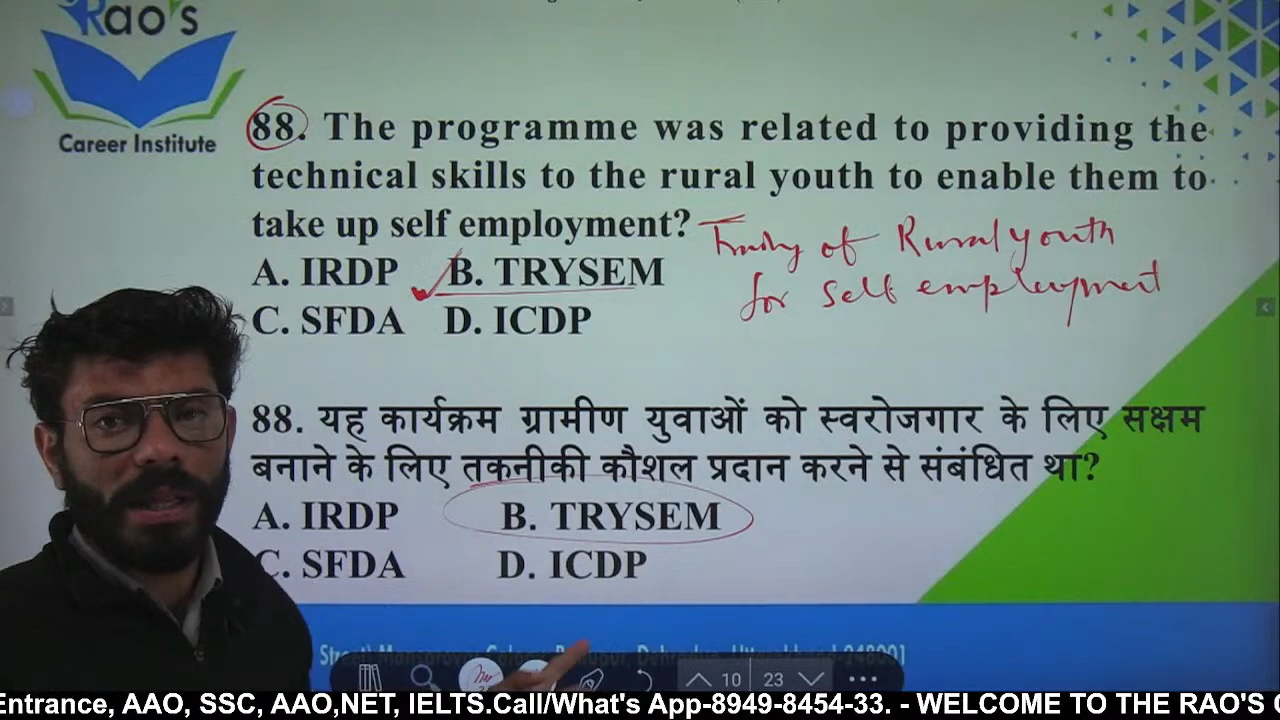 Rao's
Career Institute
88. The programme was related to providing the
technical skills to the rural youth to enable them to
take up self employment?
of Rural youth
for Self employment
A. IRDP B. TRYSEM
C. SFDA D. ICDP
88. यह कार्यक्रम ग्रामीण युवाओं को स्वरोजगार के लिए सक्षम
बनाने के लिए तकनीकी कौशल प्रदान करने से संबंधित था?
A. IRDP B. TRYSEM
C. SFDA D. ICDP
10 23
Entrance, AAO, SSC, AAO,NET, IELTS.Call/What's App-8949-8454-33. - WELCOME TO THE RAO'S